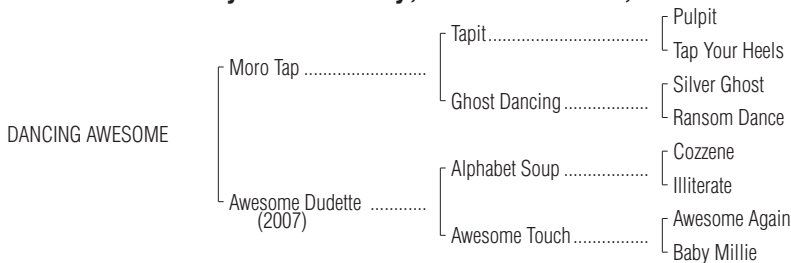 Pulpit
Tapit
Tap Your Heels
Moro Tap
Silver Ghost
Ghost Dancing
Ransom Dance
DANCING AWESOME
Cozzene
Alphabet Soup
Illiterate
Awesome Dudette
(2007)
Awesome Again
Awesome Touch
Baby Millie